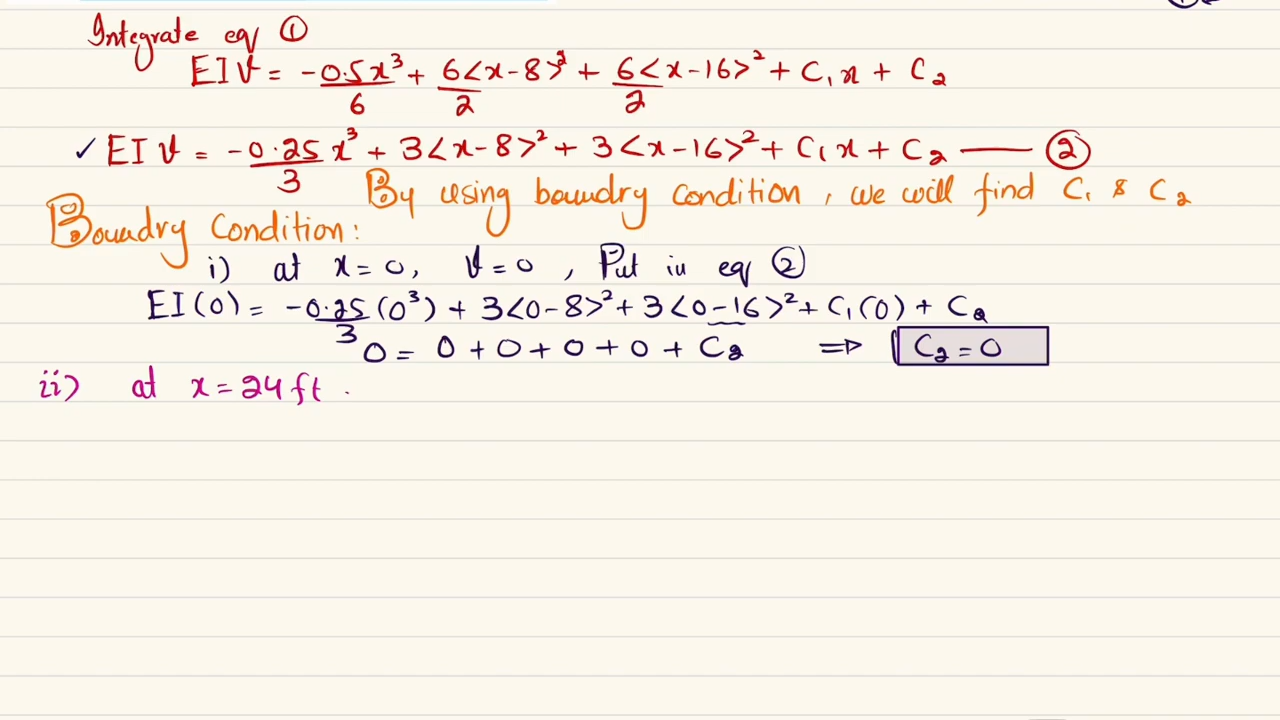 Integrate eq ①
EIv = -0.5x³/6 + 6<x-8>²/2 + 6<x-16>²/2 + C₁x + C₂
✓ EIv = -0.25/3 x³ + 3<x-8>² + 3<x-16>² + C₁x + C₂ —— ②
By using boundry condition, we will find C₁ & C₂
Boundry Condition:
i) at x=0, v=0, Put in eq ②
EI(0) = -0.25/3 (0³) + 3<0-8>² + 3<0-16>² + C₁(0) + C₂
0 = 0 + 0 + 0 + 0 + C₂ ⇒ C₂ = 0
ii) at x = 24 ft .